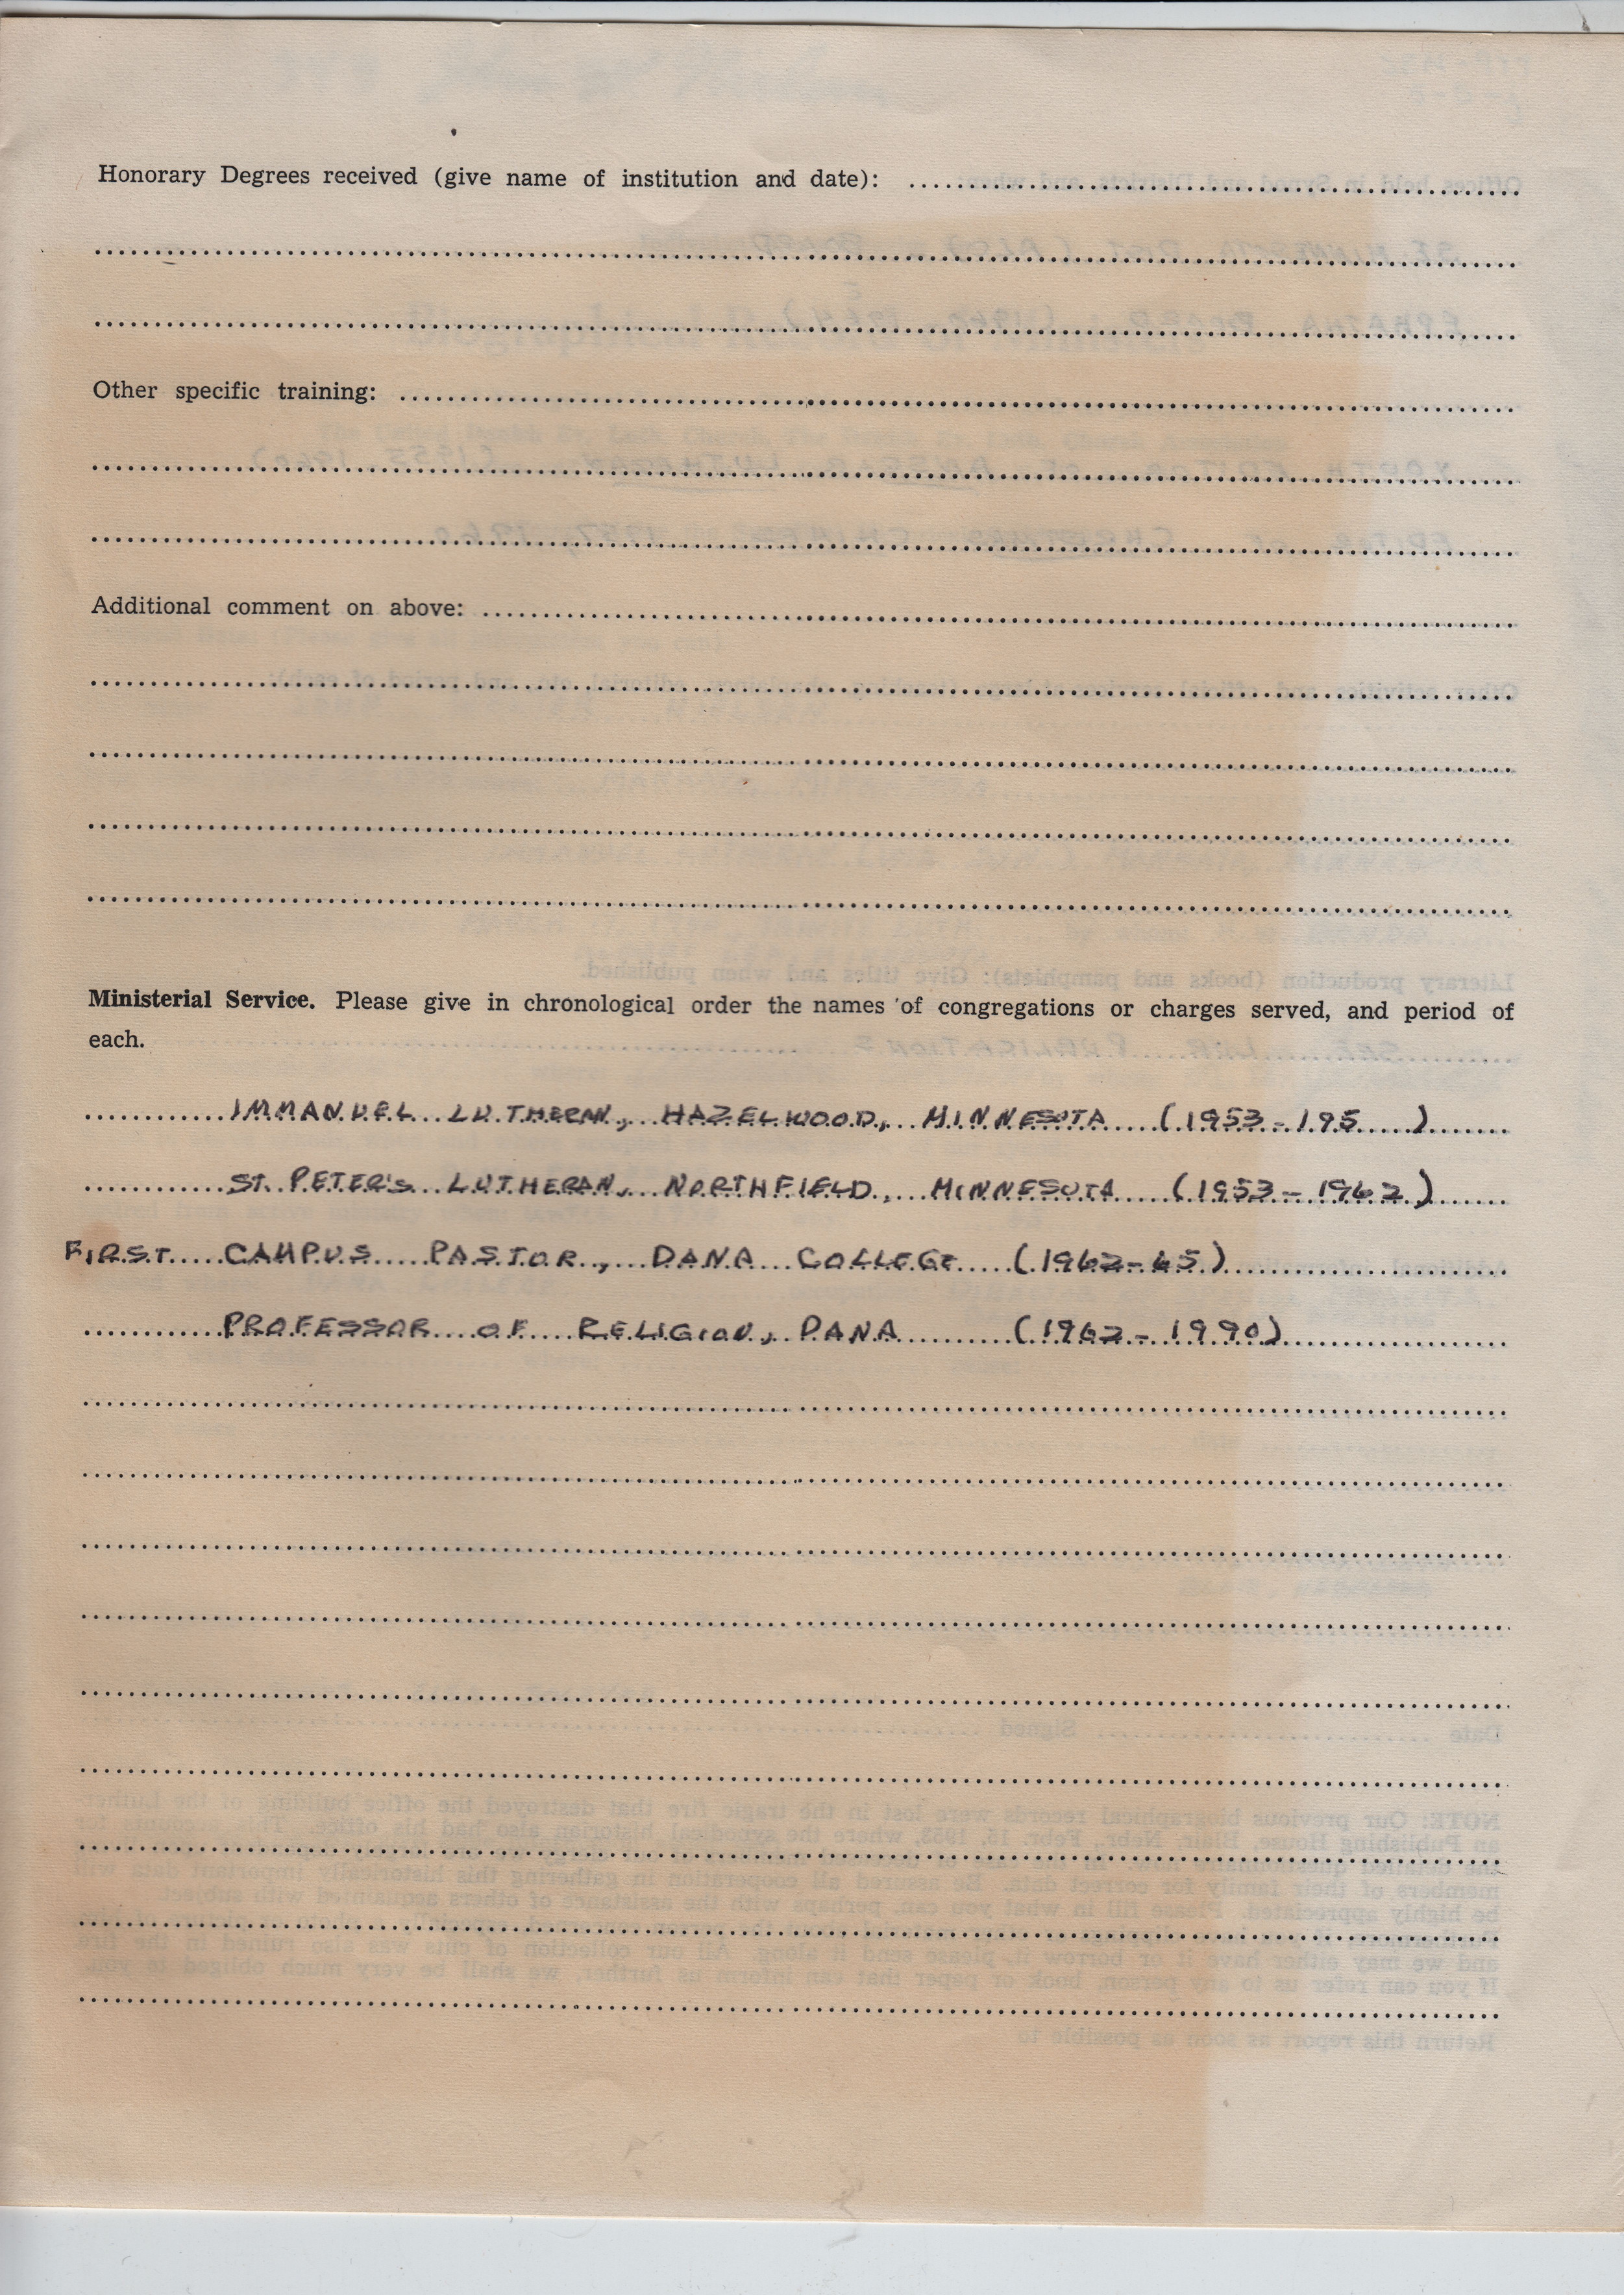 Honorary Degrees received (give name of institution and date):
Other specific training:
Additional comment on above:
Ministerial Service. Please give in chronological order the names of congregations or charges served, and period of
each.
IMMANUEL LUTHERAN, HAZELWOOD, MINNESOTA (1953-195 )
ST. PETER'S LUTHERAN, NORTHFIELD, MINNESOTA (1953-1962)
FIRST CAMPUS PASTOR, DANA COLLEGE (1962-65)
PROFESSOR OF RELIGION, DANA (1962-1990)